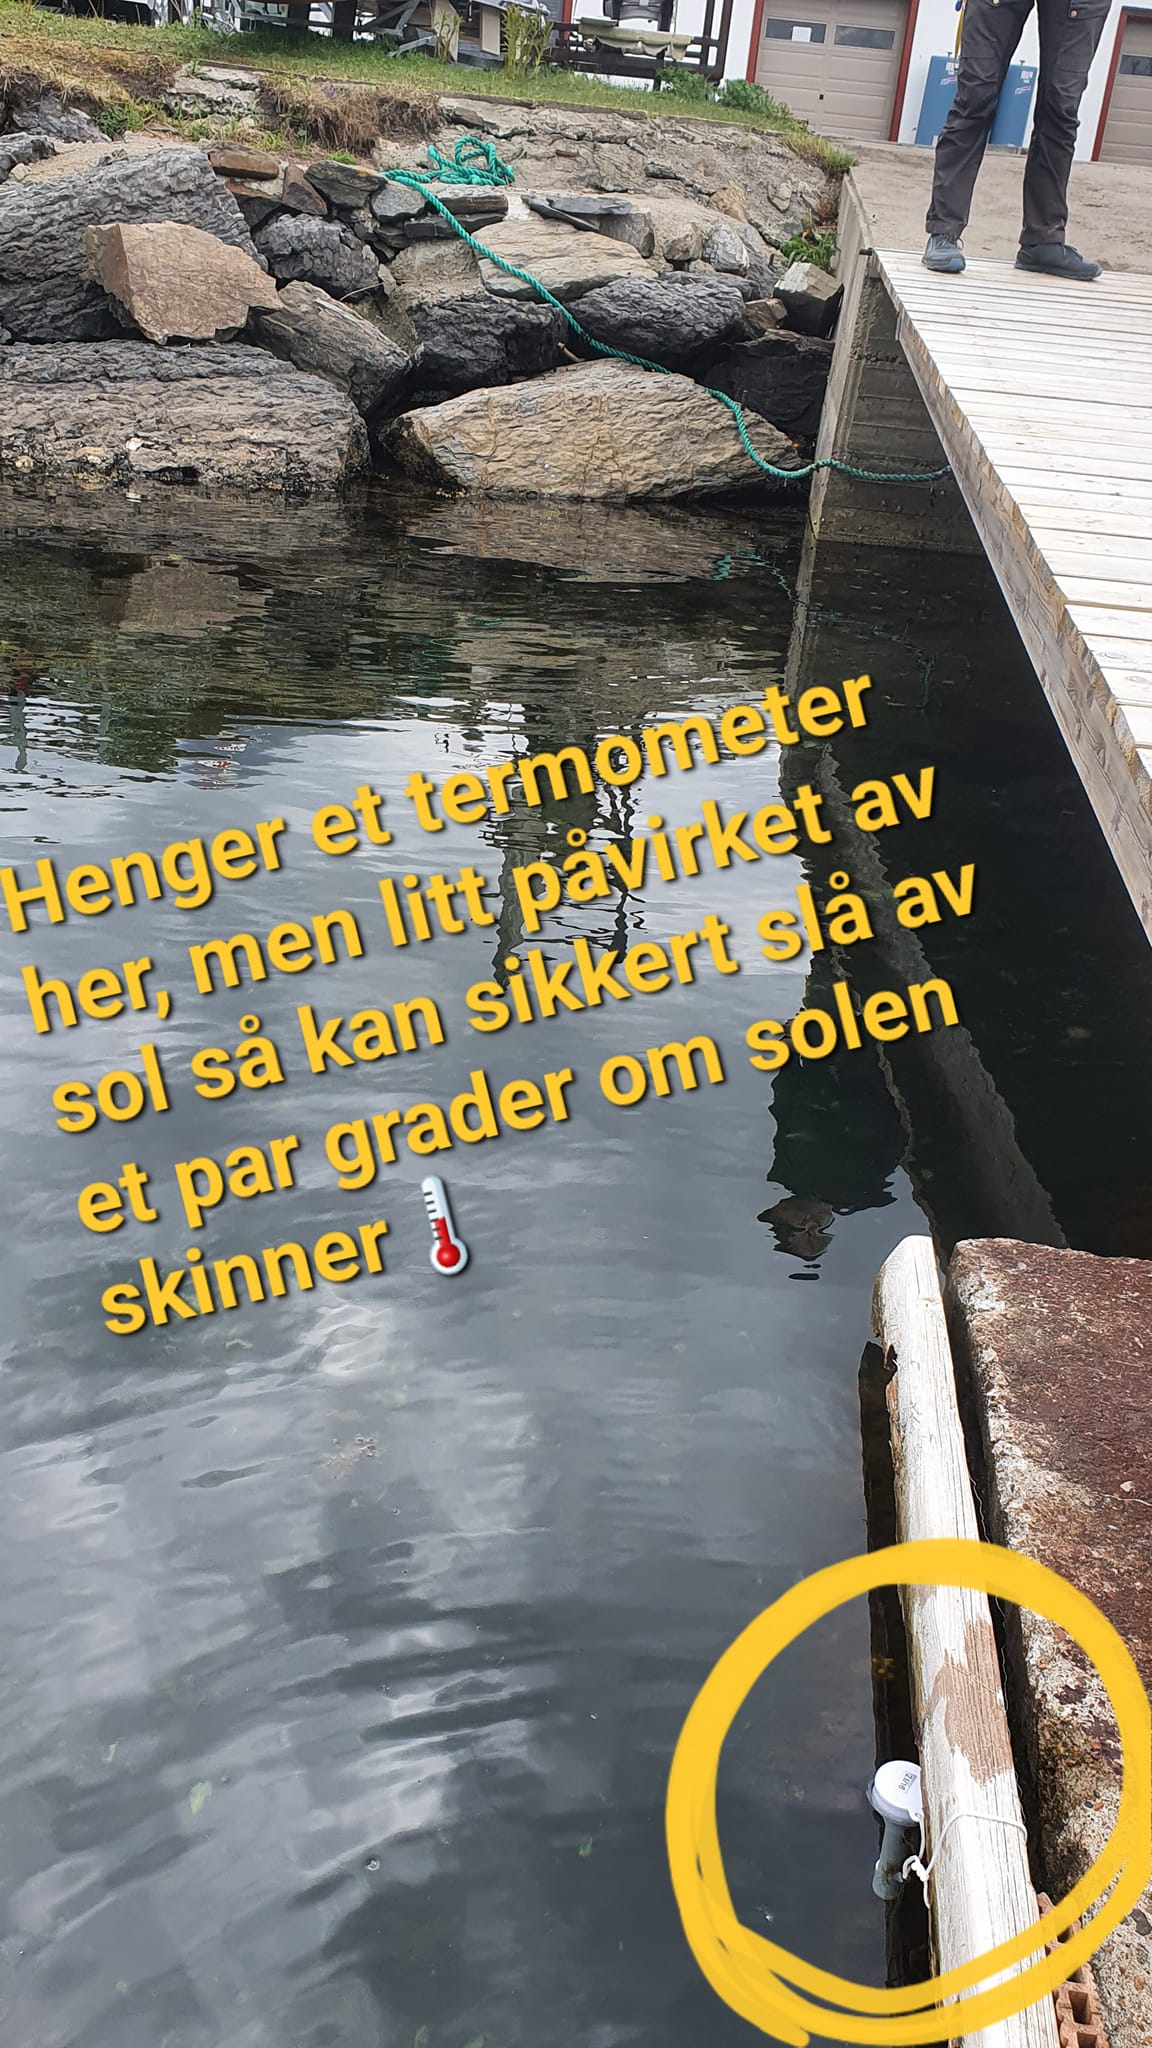 Henger et termometer
her, men litt påvirket av
sol så kan sikkert slå av
et par grader om solen
skinner🌡️